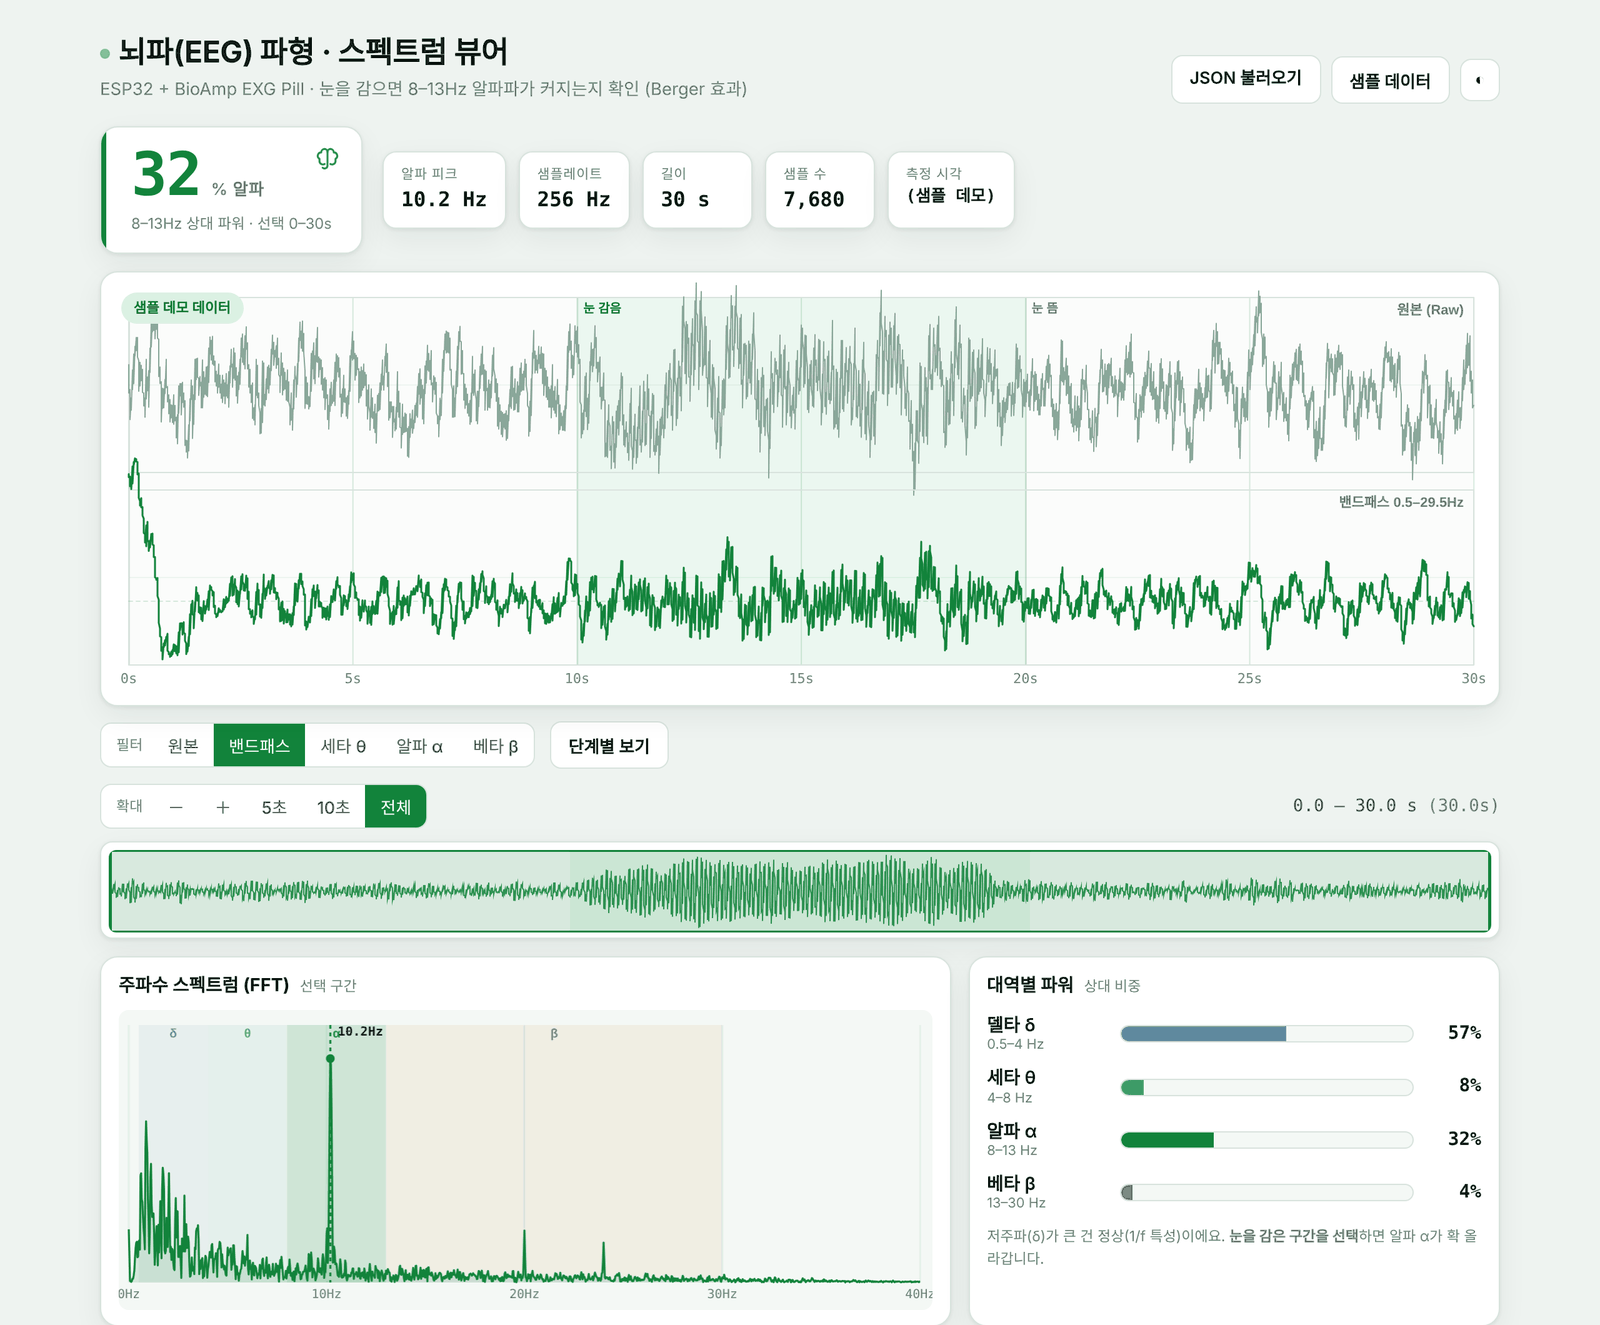 뇌파(EEG) 파형 · 스펙트럼 뷰어
ESP32 + BioAmp EXG Pill · 눈을 감으면 8–13Hz 알파파가 커지는지 확인 (Berger 효과)
JSON 불러오기
샘플 데이터
32 % 알파
8–13Hz 상대 파워 · 선택 0–30s
알파 피크
10.2 Hz
샘플레이트
256 Hz
길이
30 s
샘플 수
7,680
측정 시각
(샘플 데모)
샘플 데모 데이터
눈 감음
눈 뜸
원본 (Raw)
밴드패스 0.5–29.5Hz
0s 5s 10s 15s 20s 25s 30s
필터 원본 밴드패스 세타 θ 알파 α 베타 β
단계별 보기
확대 − + 5초 10초 전체
0.0 – 30.0 s (30.0s)
주파수 스펙트럼 (FFT) 선택 구간
δ θ α 10.2Hz β
0Hz 10Hz 20Hz 30Hz 40Hz
대역별 파워 상대 비중
델타 δ
0.5–4 Hz
57%
세타 θ
4–8 Hz
8%
알파 α
8–13 Hz
32%
베타 β
13–30 Hz
4%
저주파(δ)가 큰 건 정상(1/f 특성)이에요. 눈을 감은 구간을 선택하면 알파 α가 확 올
라갑니다.